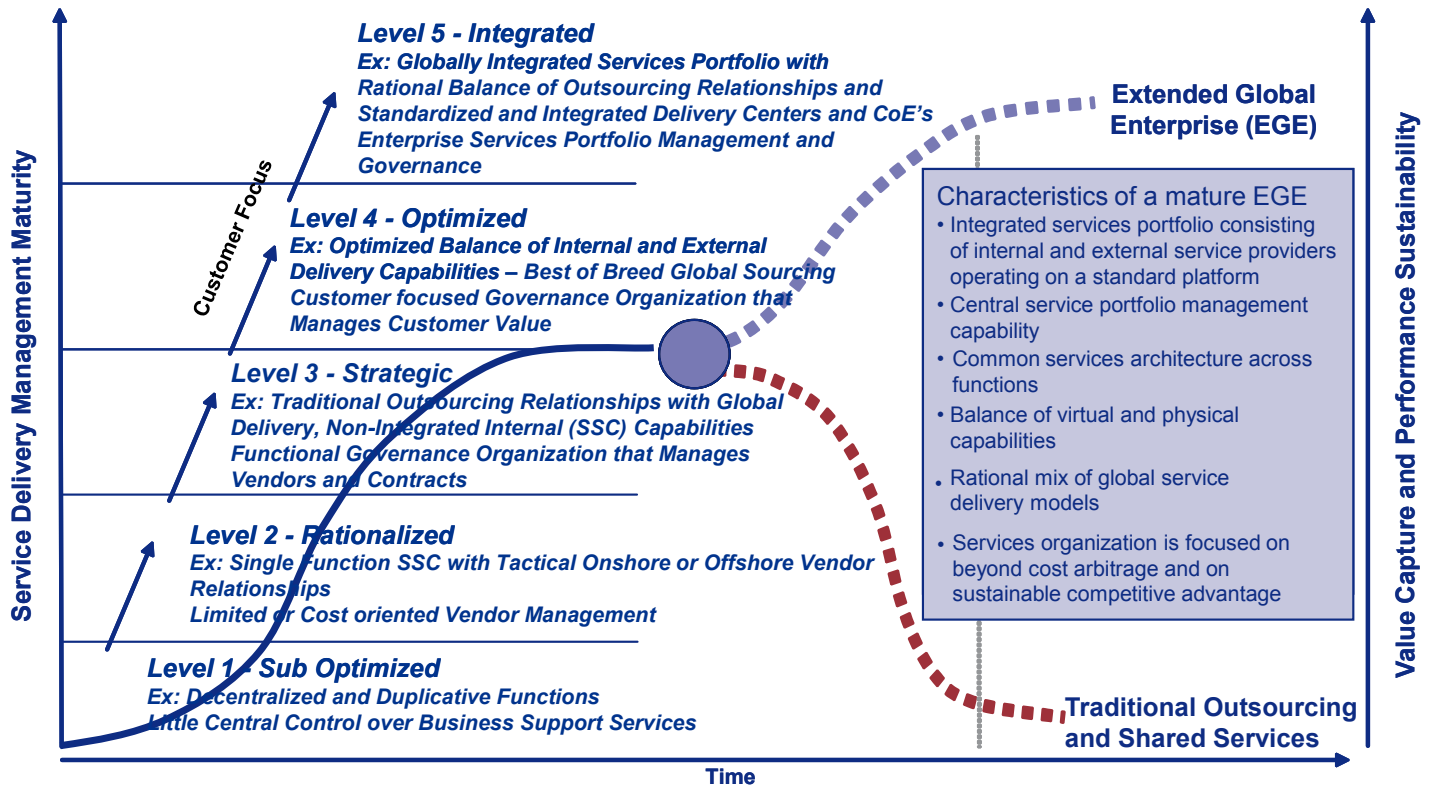 Level 5 - Integrated
Ex: Globally Integrated Services Portfolio with
Rational Balance of Outsourcing Relationships and
Standardized and Integrated Delivery Centers and CoE's
Enterprise Services Portfolio Management and
Governance
Level 4 - Optimized
Ex: Optimized Balance of Internal and External
Delivery Capabilities – Best of Breed Global Sourcing
Customer focused Governance Organization that
Manages Customer Value
Level 3 - Strategic
Ex: Traditional Outsourcing Relationships with Global
Delivery, Non-Integrated Internal (SSC) Capabilities
Functional Governance Organization that Manages
Vendors and Contracts
Level 2 - Rationalized
Ex: Single Function SSC with Tactical Onshore or Offshore Vendor
Relationships
Limited or Cost oriented Vendor Management
Level 1 - Sub Optimized
Ex: Decentralized and Duplicative Functions
Little Central Control over Business Support Services
Customer Focus
Service Delivery Management Maturity
Time
Extended Global
Enterprise (EGE)
Characteristics of a mature EGE
• Integrated services portfolio consisting
of internal and external service providers
operating on a standard platform
• Central service portfolio management
capability
• Common services architecture across
functions
• Balance of virtual and physical
capabilities
• Rational mix of global service
delivery models
• Services organization is focused on
beyond cost arbitrage and on
sustainable competitive advantage
Traditional Outsourcing
and Shared Services
Value Capture and Performance Sustainability